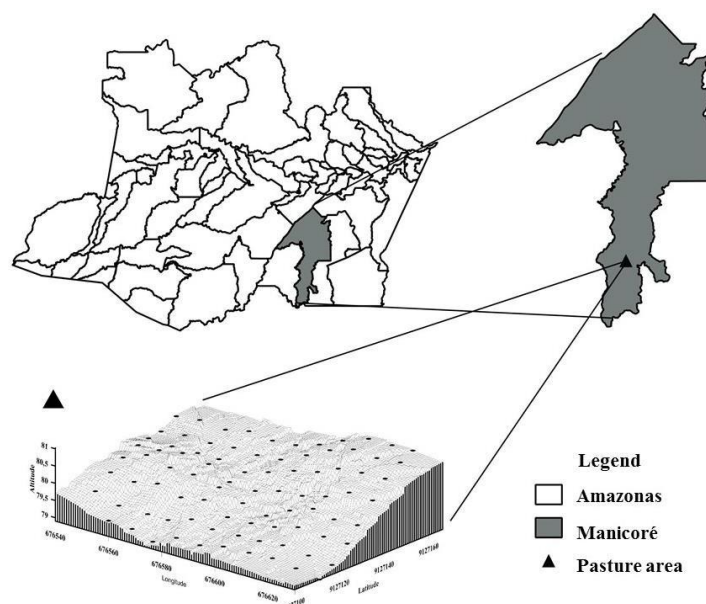 81
80,5
80
79,5
79
Altitude
676540
676560
676580
676600
676620
Longitude
9127120
9127140
9127160
Latitude
Legend
Amazonas
Manicoré
Pasture area